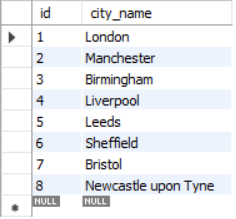 id city_name
1 London
2 Manchester
3 Birmingham
4 Liverpool
5 Leeds
6 Sheffield
7 Bristol
8 Newcastle upon Tyne
NULL NULL